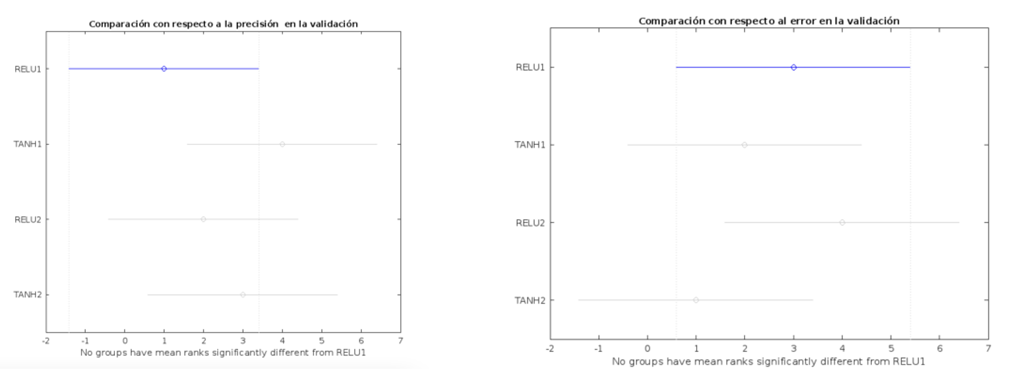 Comparación con respecto a la precisión en la validación
RELU1
TANH1
RELU2
TANH2
-2 -1 0 1 2 3 4 5 6 7
No groups have mean ranks significantly different from RELU1
Comparación con respecto al error en la validación
RELU1
TANH1
RELU2
TANH2
-2 -1 0 1 2 3 4 5 6 7
No groups have mean ranks significantly different from RELU1